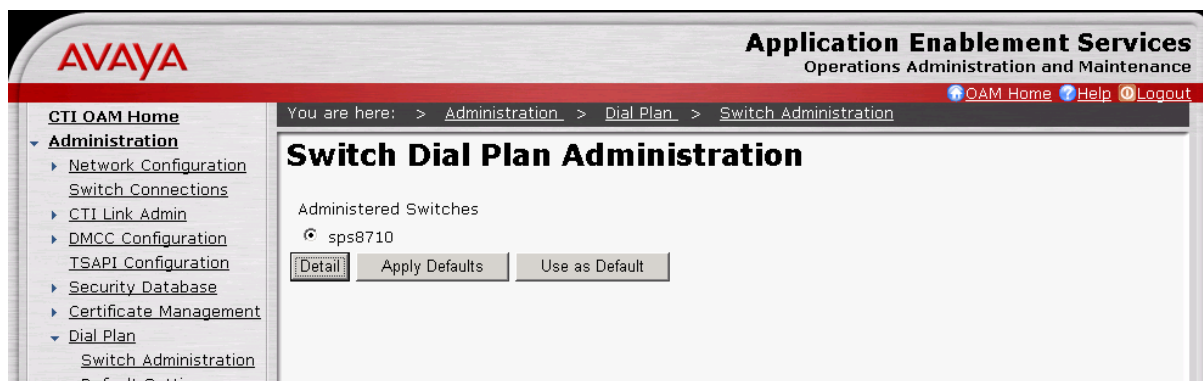 AVAYA
Application Enablement Services
Operations Administration and Maintenance
OAM Home Help Logout
CTI OAM Home
Administration
Network Configuration
Switch Connections
CTI Link Admin
DMCC Configuration
TSAPI Configuration
Security Database
Certificate Management
Dial Plan
Switch Administration
You are here: > Administration > Dial Plan > Switch Administration
Switch Dial Plan Administration
Administered Switches
sps8710
Detail Apply Defaults Use as Default